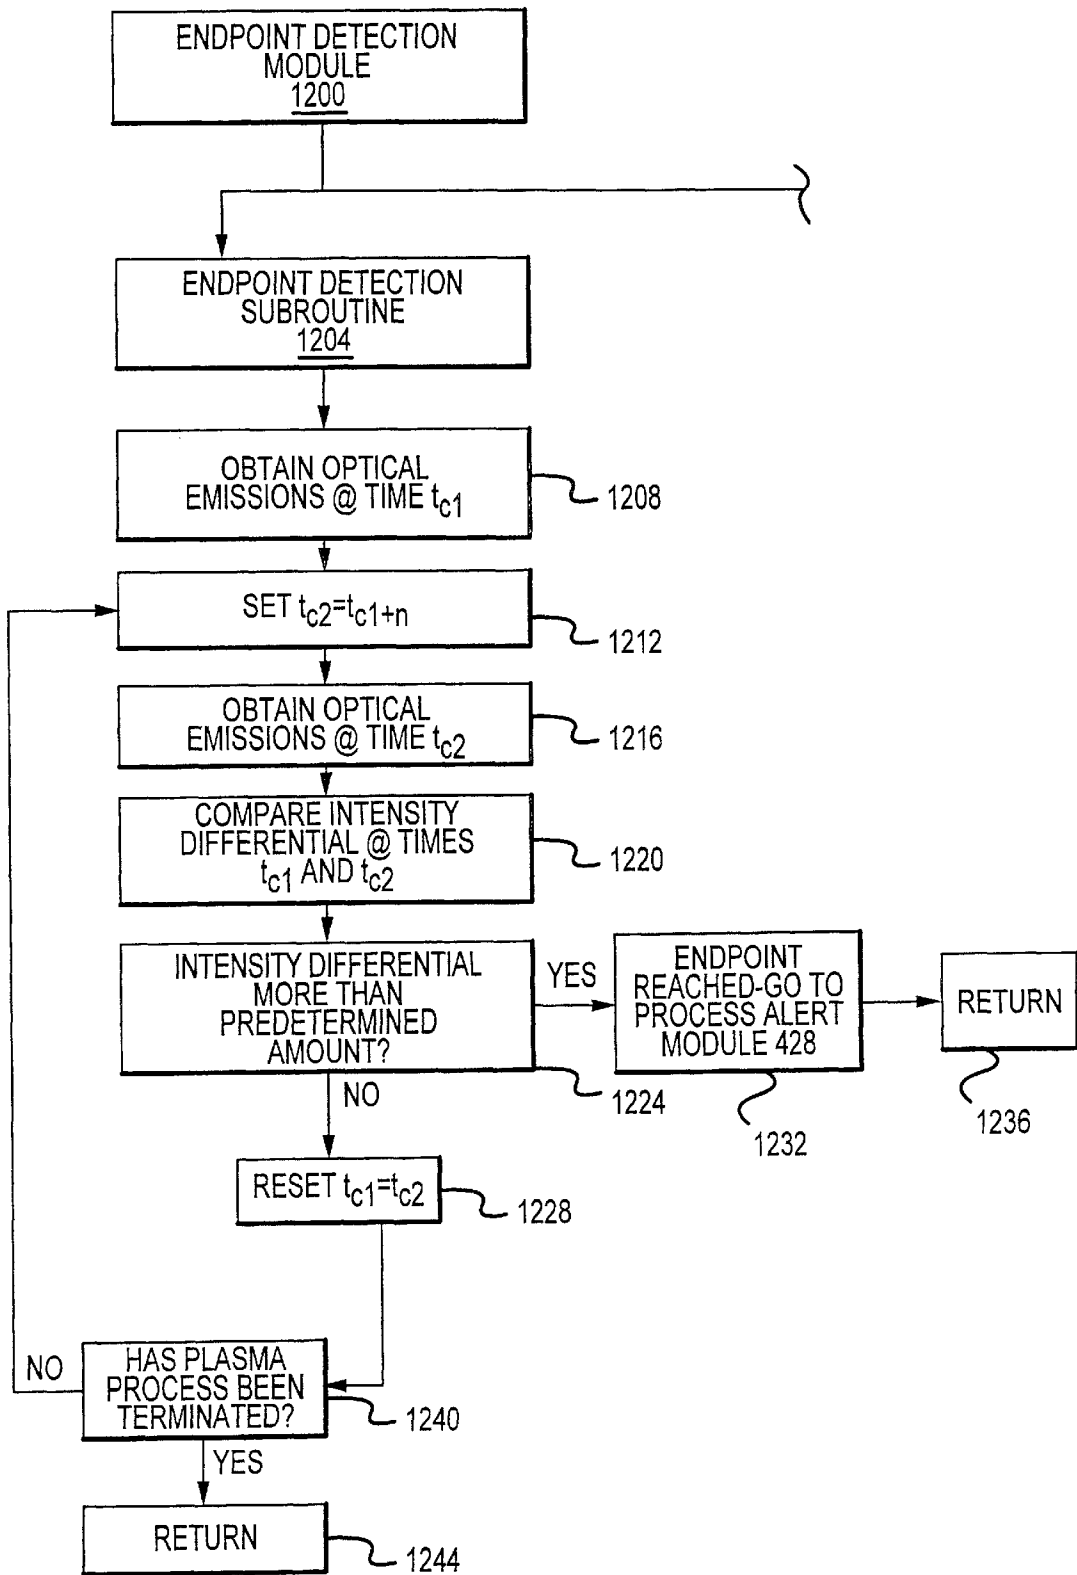 ENDPOINT DETECTION
MODULE
1200
ENDPOINT DETECTION
SUBROUTINE
1204
OBTAIN OPTICAL
EMISSIONS @ TIME tc1
1208
SET tc2=tc1+n
1212
OBTAIN OPTICAL
EMISSIONS @ TIME tc2
1216
COMPARE INTENSITY
DIFFERENTIAL @ TIMES
tc1 AND tc2
1220
INTENSITY DIFFERENTIAL
MORE THAN
PREDETERMINED
AMOUNT?
1224
YES
ENDPOINT
REACHED-GO TO
PROCESS ALERT
MODULE 428
1232
RETURN
1236
NO
RESET tc1=tc2
1228
HAS PLASMA
PROCESS BEEN
TERMINATED?
1240
NO
YES
RETURN
1244